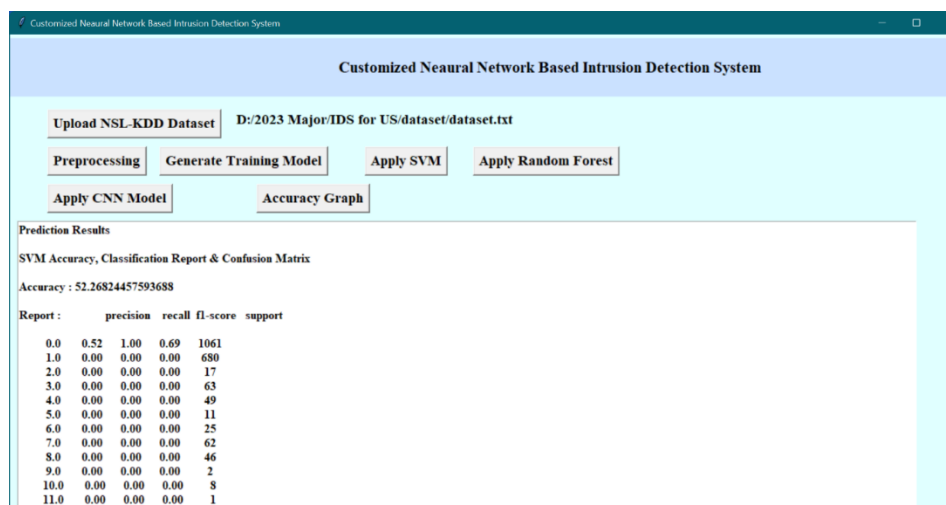 Customized Neaural Network Based Intrusion Detection System
Customized Neaural Network Based Intrusion Detection System
Upload NSL-KDD Dataset D:/2023 Major/IDS for US/dataset/dataset.txt
Preprocessing Generate Training Model Apply SVM Apply Random Forest
Apply CNN Model Accuracy Graph
Prediction Results
SVM Accuracy, Classification Report & Confusion Matrix
Accuracy : 52.26824457593688
Report : precision recall f1-score support
0.0 0.52 1.00 0.69 1061
1.0 0.00 0.00 0.00 680
2.0 0.00 0.00 0.00 17
3.0 0.00 0.00 0.00 63
4.0 0.00 0.00 0.00 49
5.0 0.00 0.00 0.00 11
6.0 0.00 0.00 0.00 25
7.0 0.00 0.00 0.00 62
8.0 0.00 0.00 0.00 46
9.0 0.00 0.00 0.00 2
10.0 0.00 0.00 0.00 8
11.0 0.00 0.00 0.00 1